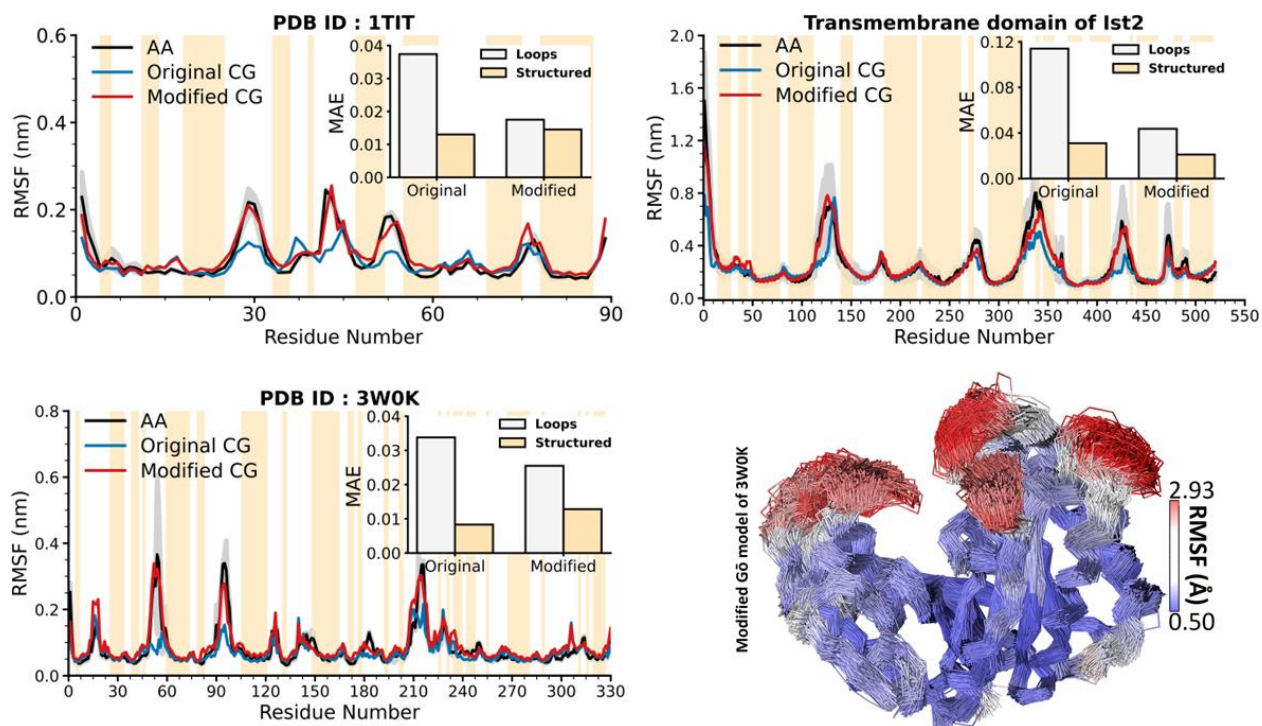 PDB ID : 1TIT
0.6
0.4
0.2
0.0
RMSF (nm)
AA
Original CG
Modified CG
0.04
0.03
0.02
0.01
0.00
MAE
Loops
Structured
Original Modified
0 30 60 90
Residue Number
Transmembrane domain of Ist2
2.0
1.6
1.2
0.8
0.4
0.0
RMSF (nm)
AA
Original CG
Modified CG
0.12
0.08
0.04
0.00
MAE
Loops
Structured
Original Modified
0 50 100 150 200 250 300 350 400 450 500 550
Residue Number
PDB ID : 3W0K
0.8
0.6
0.4
0.2
0.0
RMSF (nm)
AA
Original CG
Modified CG
0.04
0.03
0.01
0.00
MAE
Loops
Structured
Original Modified
0 30 60 90 120 150 180 210 240 270 300 330
Residue Number
Modified Gō model of 3W0K
2.93
RMSF (Å)
0.50